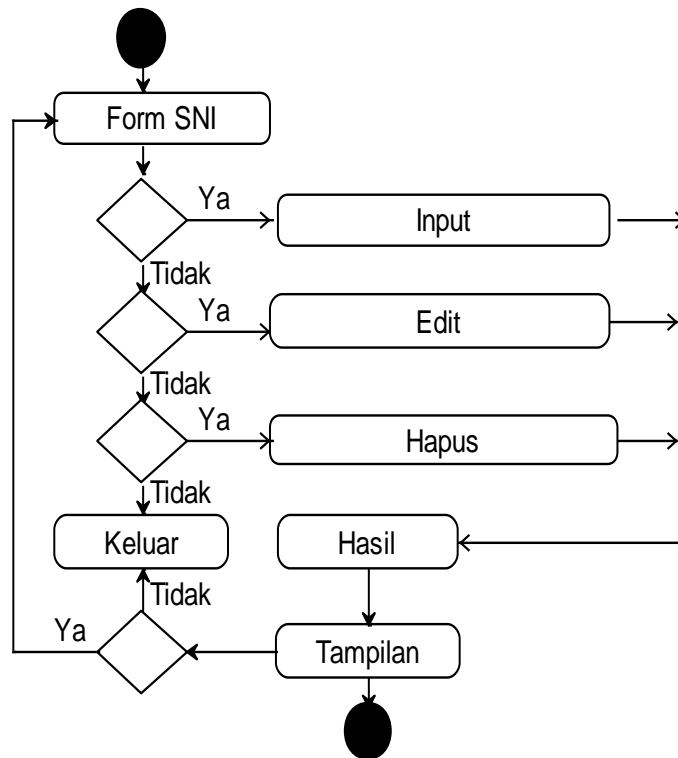 Form SNI
Ya
Input
Tidak
Ya
Edit
Tidak
Ya
Hapus
Tidak
Keluar
Hasil
Tidak
Ya
Tampilan